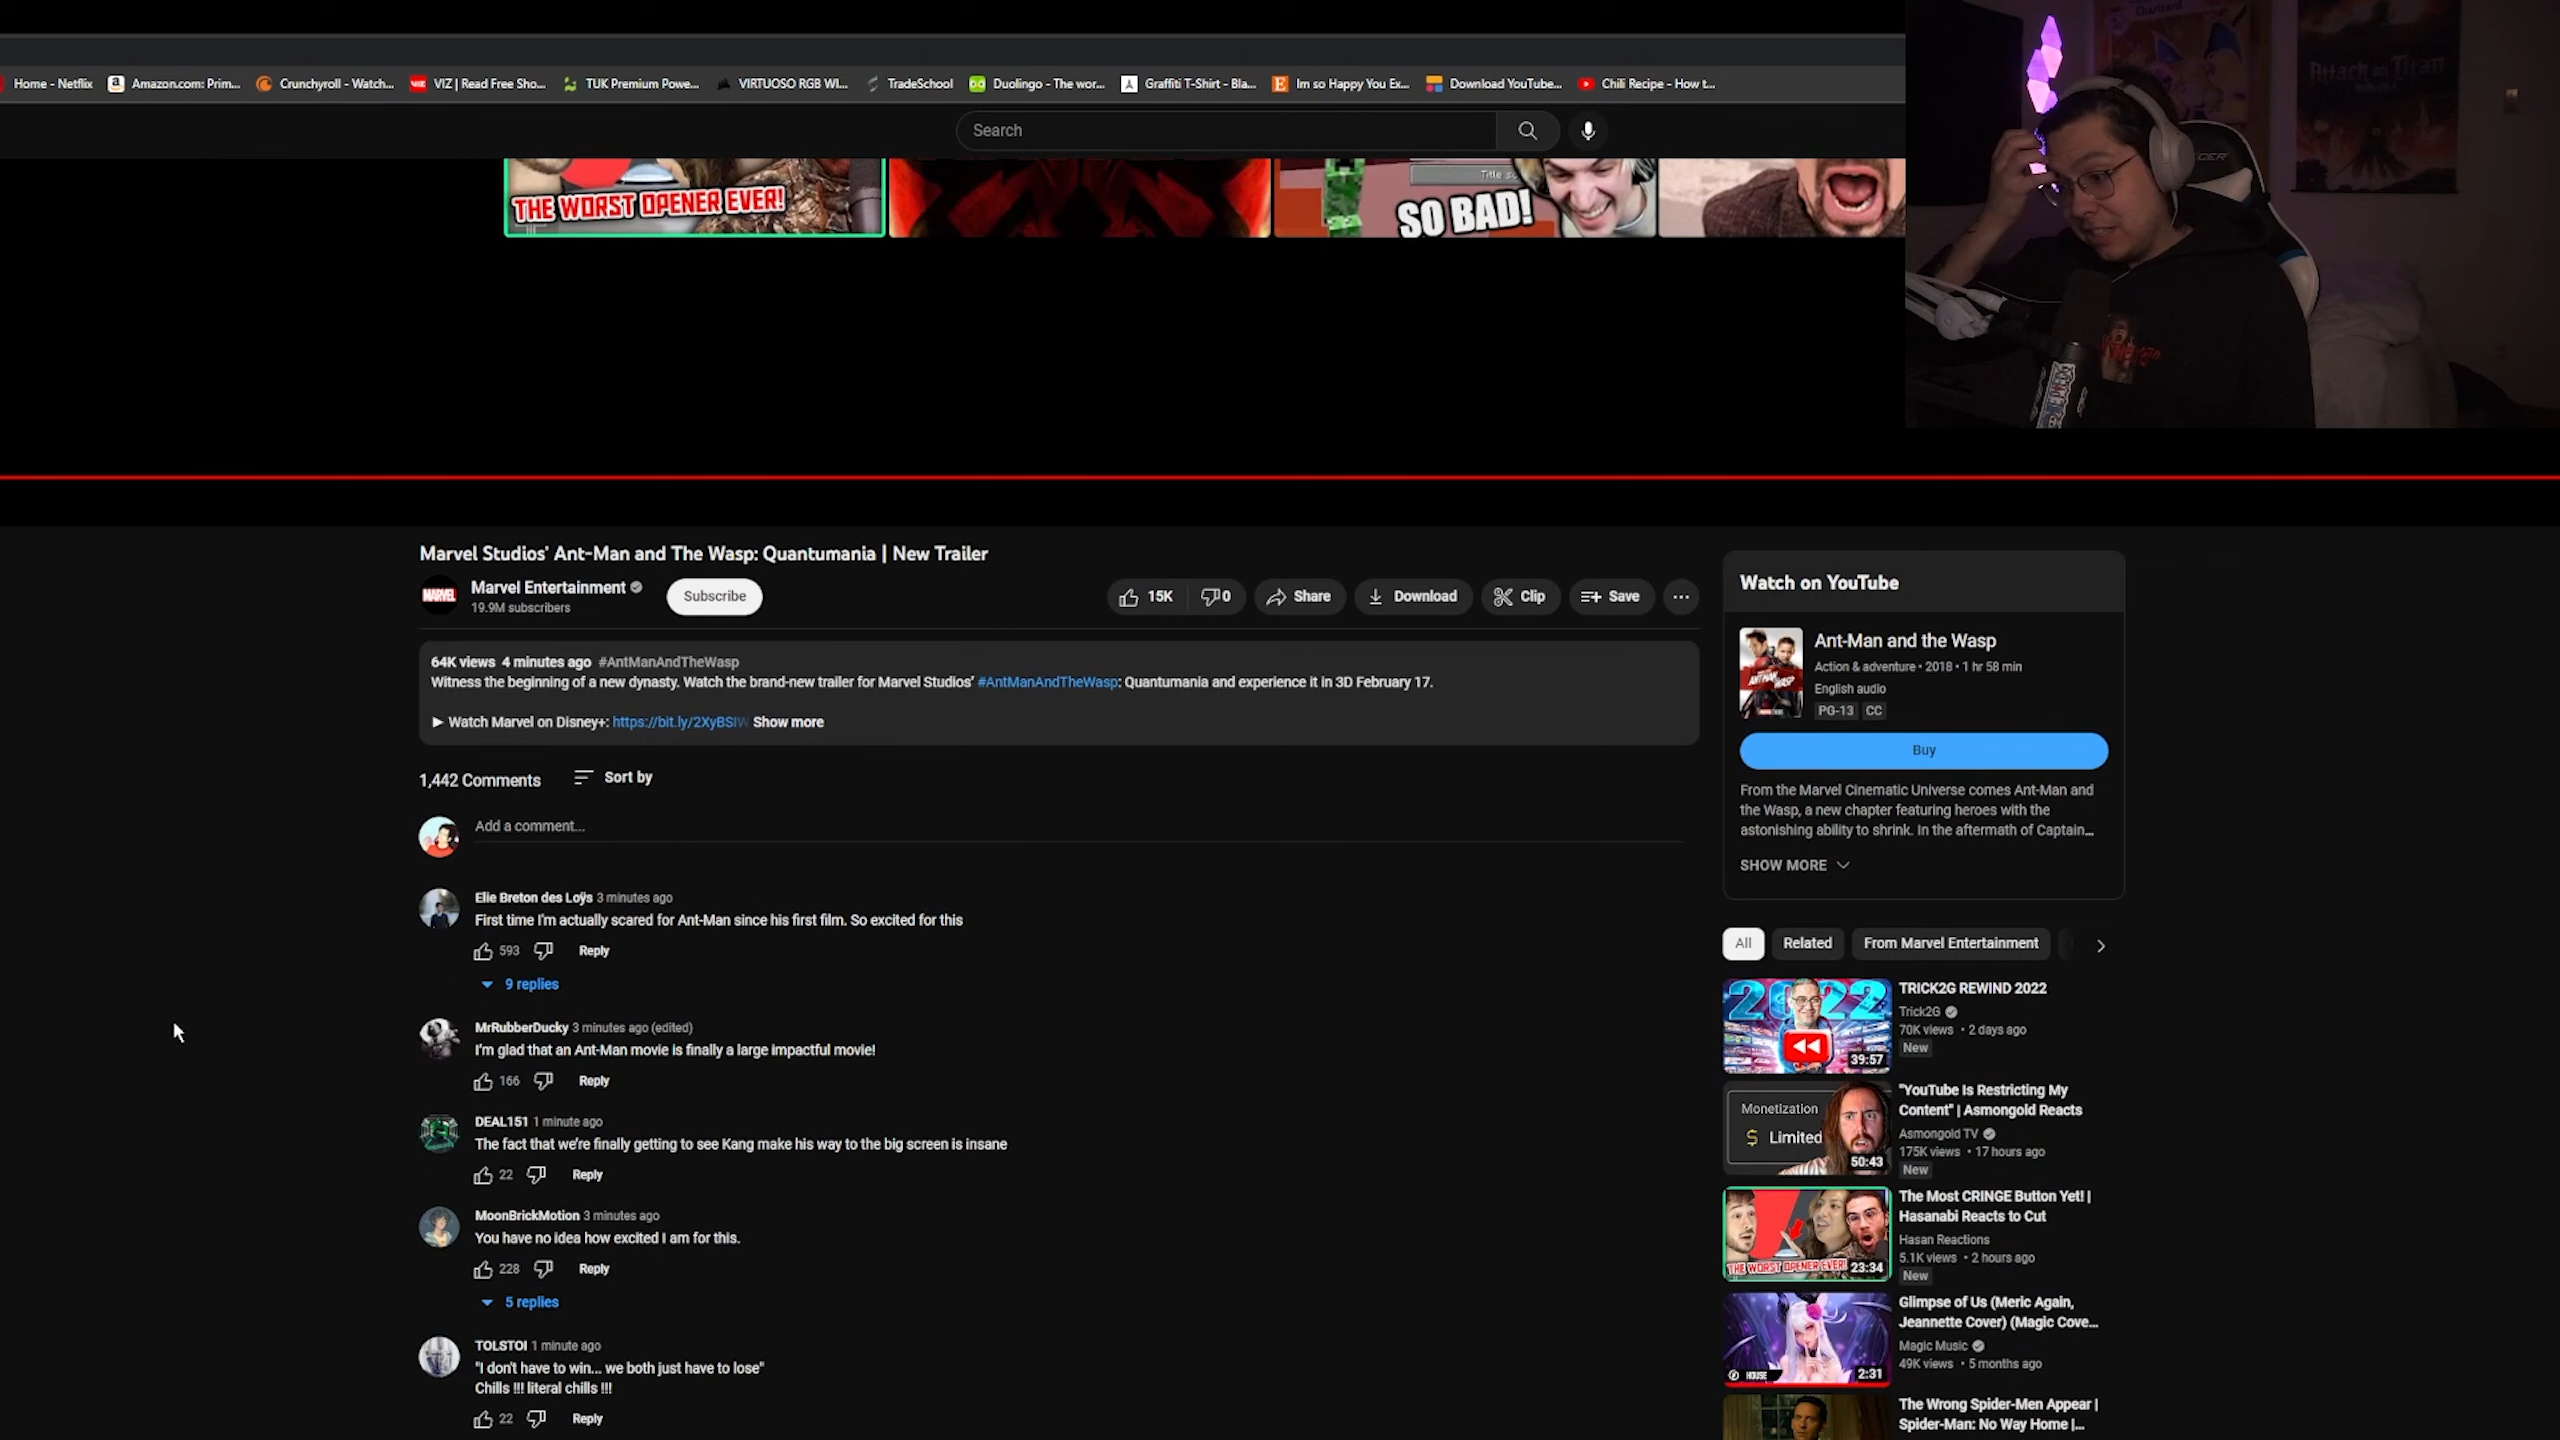 Home - Netflix
Amazon.com: Prim...
Crunchyroll - Watch...
VIZ | Read Free Sho...
TUK Premium Powe...
VIRTUOSO RGB WI...
TradeSchool
Duolingo - The wor...
Graffiti T-Shirt - Bla...
Im so Happy You Ex...
Download YouTube...
Chili Recipe - How t...
Charizard
Attack on Titan
Search
THE WORST OPENER EVER!
Title
SO BAD!
Marvel Studios' Ant-Man and The Wasp: Quantumania | New Trailer
MARVEL
Marvel Entertainment
19.9M subscribers
Subscribe
15K
0
Share
Download
Clip
Save
64K views 4 minutes ago #AntManAndTheWasp
Witness the beginning of a new dynasty. Watch the brand-new trailer for Marvel Studios' #AntManAndTheWasp: Quantumania and experience it in 3D February 17.
► Watch Marvel on Disney+: https://bit.ly/2XyBSIW Show more
1,442 Comments
Sort by
Add a comment...
Elie Breton des Loÿs 3 minutes ago
First time I'm actually scared for Ant-Man since his first film. So excited for this
593
Reply
9 replies
MrRubberDucky 3 minutes ago (edited)
I'm glad that an Ant-Man movie is finally a large impactful movie!
166
Reply
DEAL151 1 minute ago
The fact that we're finally getting to see Kang make his way to the big screen is insane
22
Reply
MoonBrickMotion 3 minutes ago
You have no idea how excited I am for this.
228
Reply
5 replies
TOLSTOI 1 minute ago
"I don't have to win... we both just have to lose"
Chills !!! literal chills !!!
22
Reply
Watch on YouTube
Ant-Man and the Wasp
Action & adventure • 2018 • 1 hr 58 min
English audio
PG-13
CC
Buy
From the Marvel Cinematic Universe comes Ant-Man and
the Wasp, a new chapter featuring heroes with the
astonishing ability to shrink. In the aftermath of Captain...
SHOW MORE
All
Related
From Marvel Entertainment
2022
39:57
TRICK2G REWIND 2022
Trick2G
70K views • 2 days ago
New
Monetization
$ Limited
50:43
"YouTube Is Restricting My
Content" | Asmongold Reacts
Asmongold TV
175K views • 17 hours ago
New
THE WORST OPENER EVER!
23:34
The Most CRINGE Button Yet! |
Hasanabi Reacts to Cut
Hasan Reactions
5.1K views • 2 hours ago
New
HOUSE
2:31
Glimpse of Us (Meric Again,
Jeannette Cover) (Magic Cove...
Magic Music
49K views • 5 months ago
The Wrong Spider-Men Appear |
Spider-Man: No Way Home |...